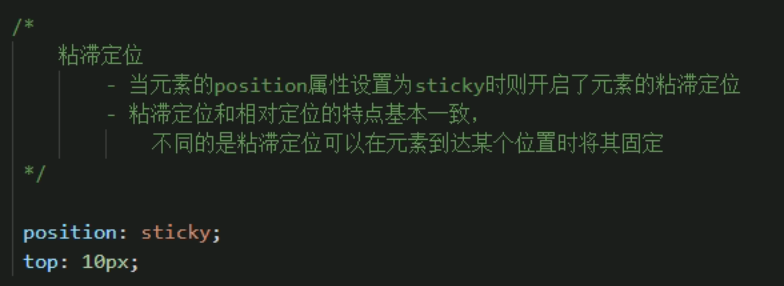 /*
粘滞定位
- 当元素的position属性设置为sticky时则开启了元素的粘滞定位
- 粘滞定位和相对定位的特点基本一致，
不同的是粘滞定位可以在元素到达某个位置时将其固定
*/
position: sticky;
top: 10px;